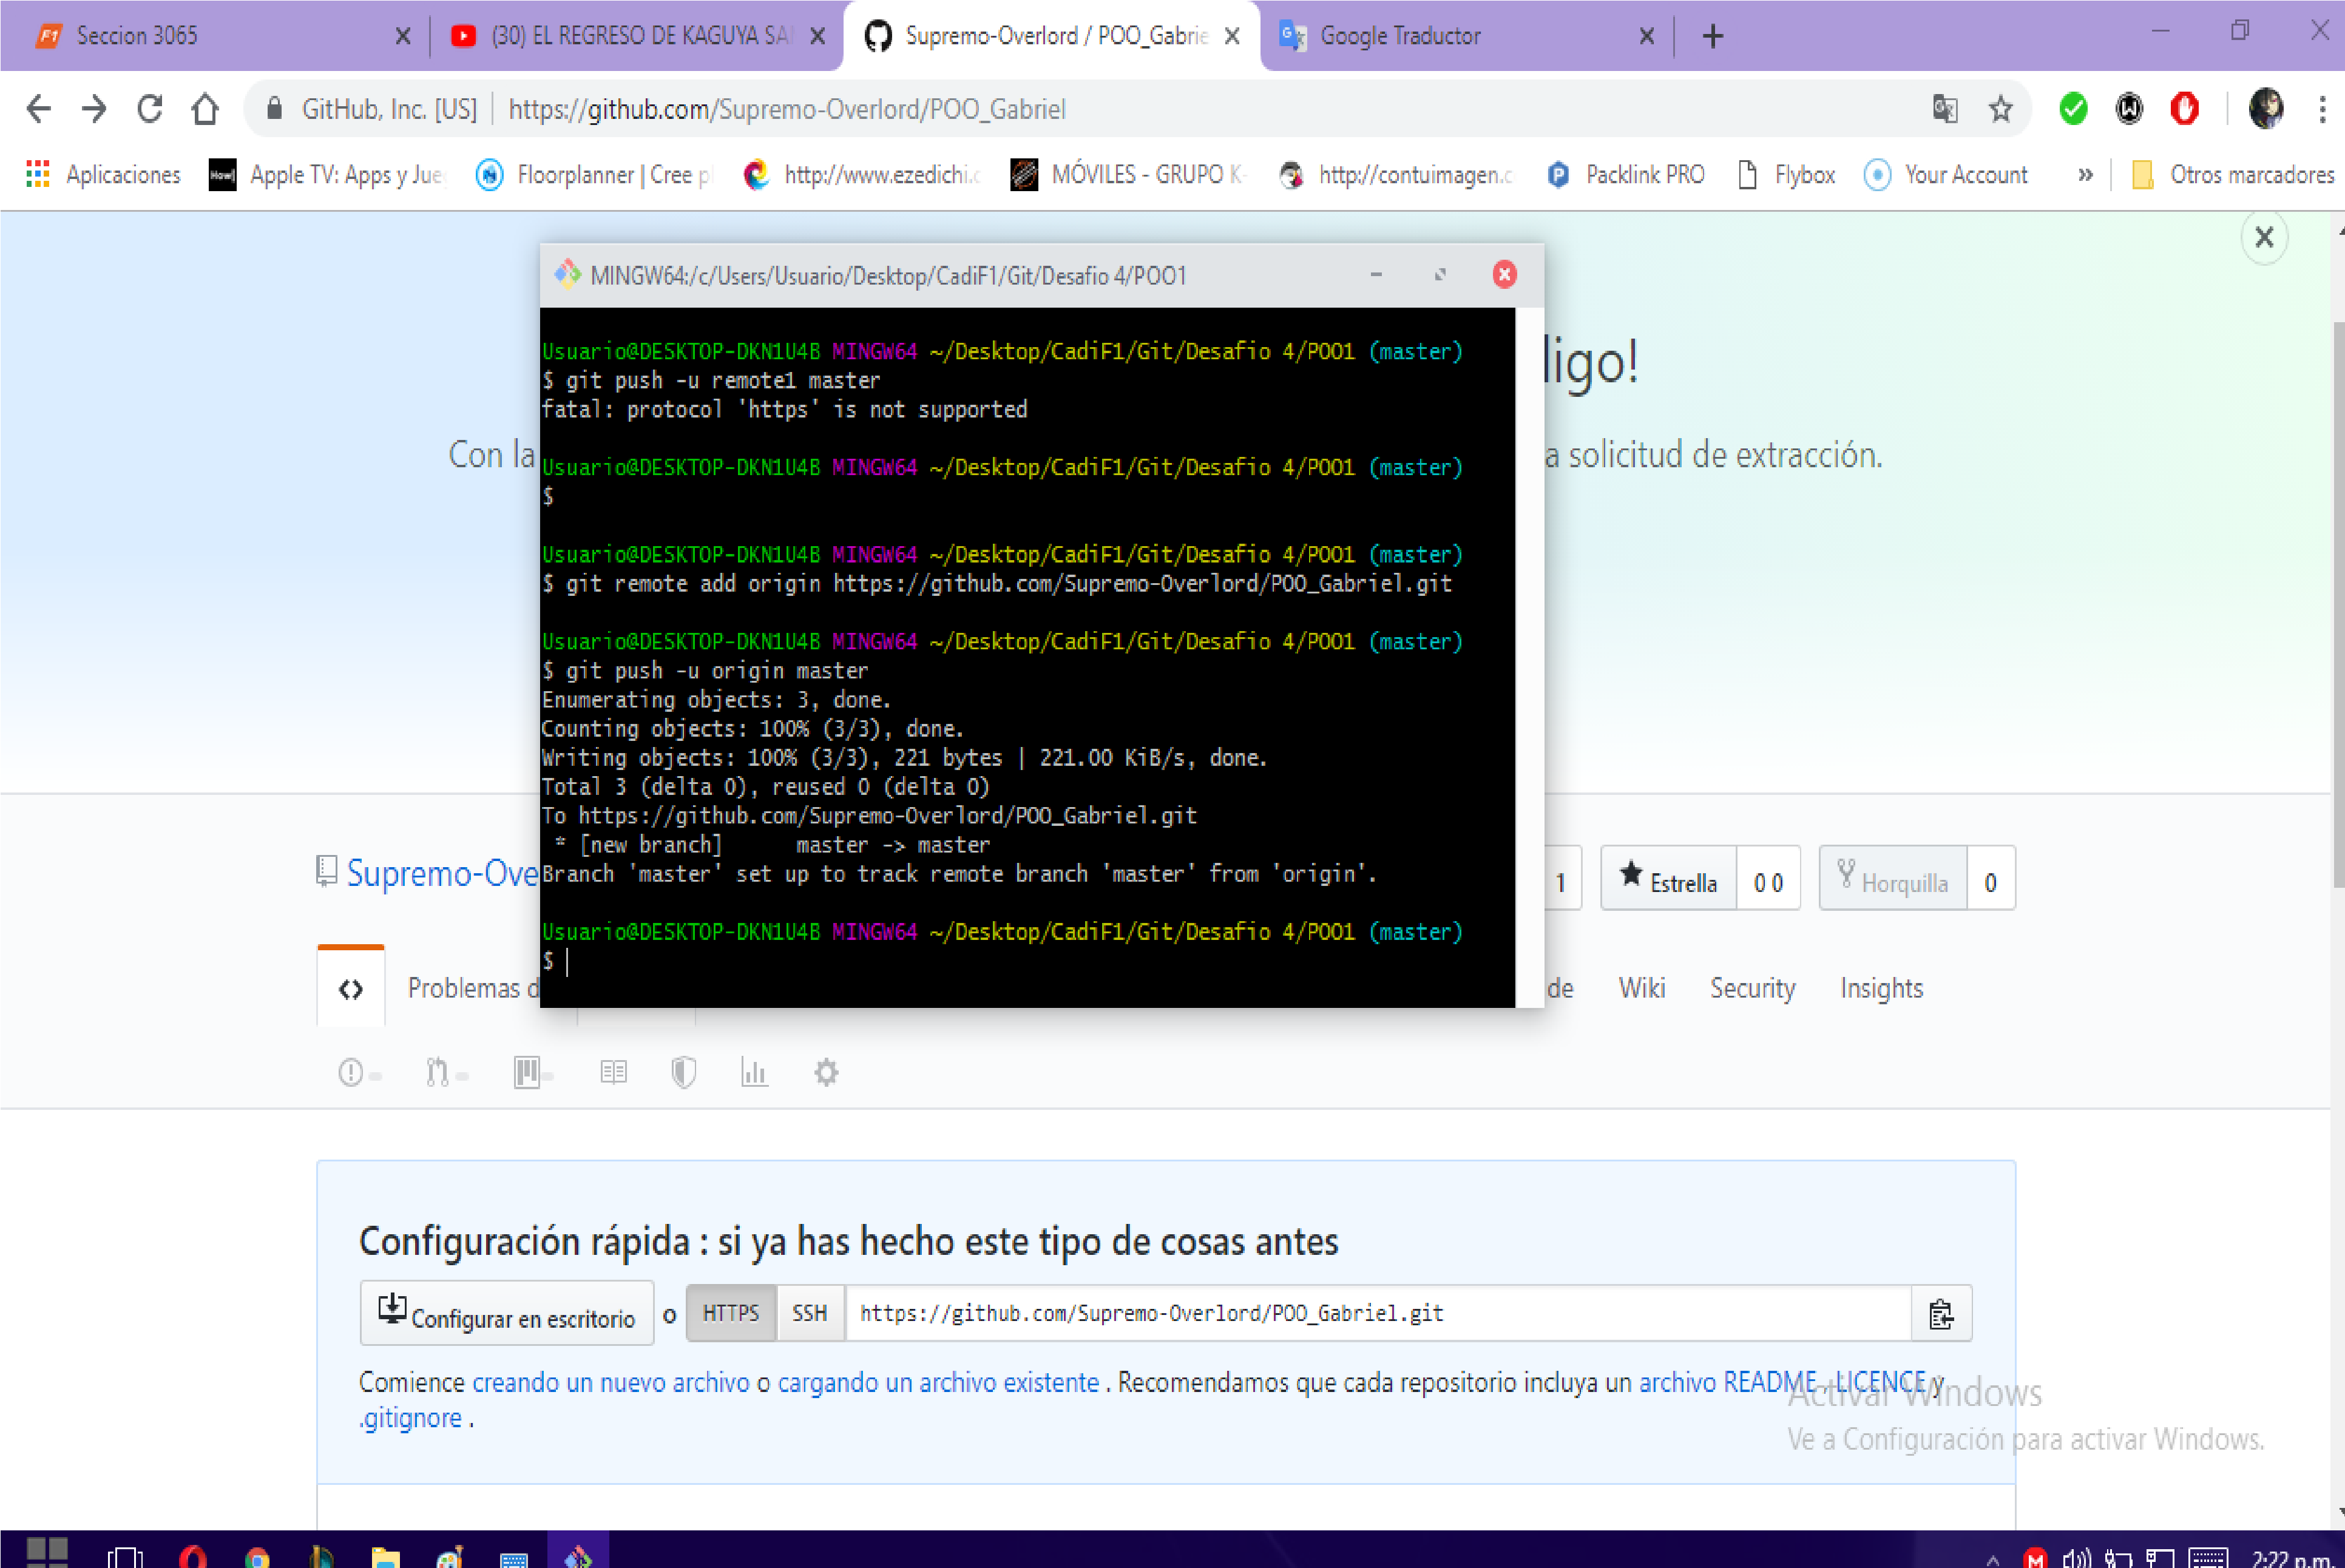 Seccion 3065
(30) EL REGRESO DE KAGUYA SA
Supremo-Overlord / POO_Gabrie
Google Traductor
GitHub, Inc. [US]
https://github.com/Supremo-Overlord/POO_Gabriel
Aplicaciones
Apple TV: Apps y Jue
Floorplanner | Cree p
http://www.ezedichi.c
MÓVILES - GRUPO K-
http://contuimagen.c
Packlink PRO
Flybox
Your Account
»
Otros marcadores
MINGW64:/c/Users/Usuario/Desktop/CadiF1/Git/Desafio 4/POO1
Usuario@DESKTOP-DKN1U4B MINGW64 ~/Desktop/CadiF1/Git/Desafio 4/POO1 (master)
$ git push -u remote1 master
fatal: protocol 'https' is not supported
Usuario@DESKTOP-DKN1U4B MINGW64 ~/Desktop/CadiF1/Git/Desafio 4/POO1 (master)
$
Usuario@DESKTOP-DKN1U4B MINGW64 ~/Desktop/CadiF1/Git/Desafio 4/POO1 (master)
$ git remote add origin https://github.com/Supremo-Overlord/POO_Gabriel.git
Usuario@DESKTOP-DKN1U4B MINGW64 ~/Desktop/CadiF1/Git/Desafio 4/POO1 (master)
$ git push -u origin master
Enumerating objects: 3, done.
Counting objects: 100% (3/3), done.
Writing objects: 100% (3/3), 221 bytes | 221.00 KiB/s, done.
Total 3 (delta 0), reused 0 (delta 0)
To https://github.com/Supremo-Overlord/POO_Gabriel.git
* [new branch] master -> master
Branch 'master' set up to track remote branch 'master' from 'origin'.
Usuario@DESKTOP-DKN1U4B MINGW64 ~/Desktop/CadiF1/Git/Desafio 4/POO1 (master)
$
digo!
Con la
a solicitud de extracción.
Supremo-Ove
1
Estrella
0 0
Horquilla
0
Problemas d
de
Wiki
Security
Insights
Configuración rápida : si ya has hecho este tipo de cosas antes
Configurar en escritorio
o
HTTPS
SSH
https://github.com/Supremo-Overlord/POO_Gabriel.git
Comience creando un nuevo archivo o cargando un archivo existente . Recomendamos que cada repositorio incluya un archivo README , LICENCE y
.gitignore .
Activar Windows
Ve a Configuración para activar Windows.
2:22 p.m.